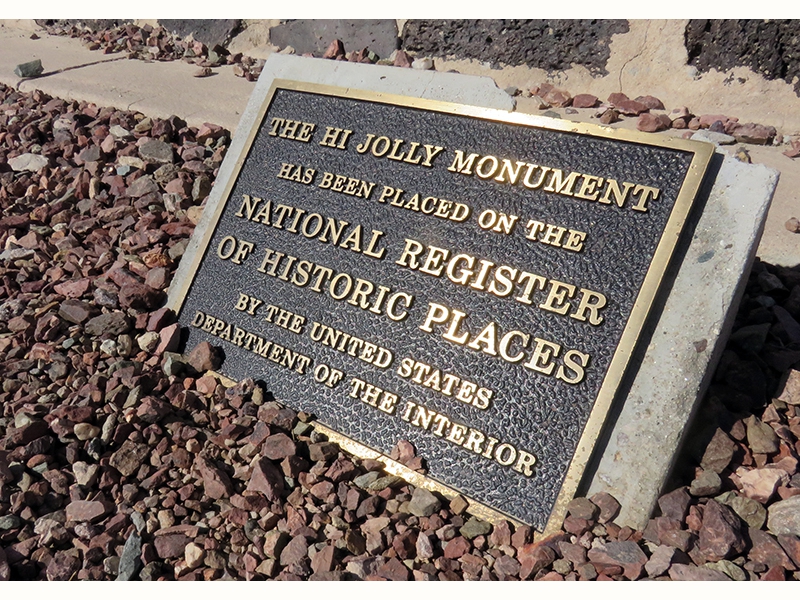 THE HI JOLLY MONUMENT
HAS BEEN PLACED ON THE
NATIONAL REGISTER
OF HISTORIC PLACES
BY THE UNITED STATES
DEPARTMENT OF THE INTERIOR